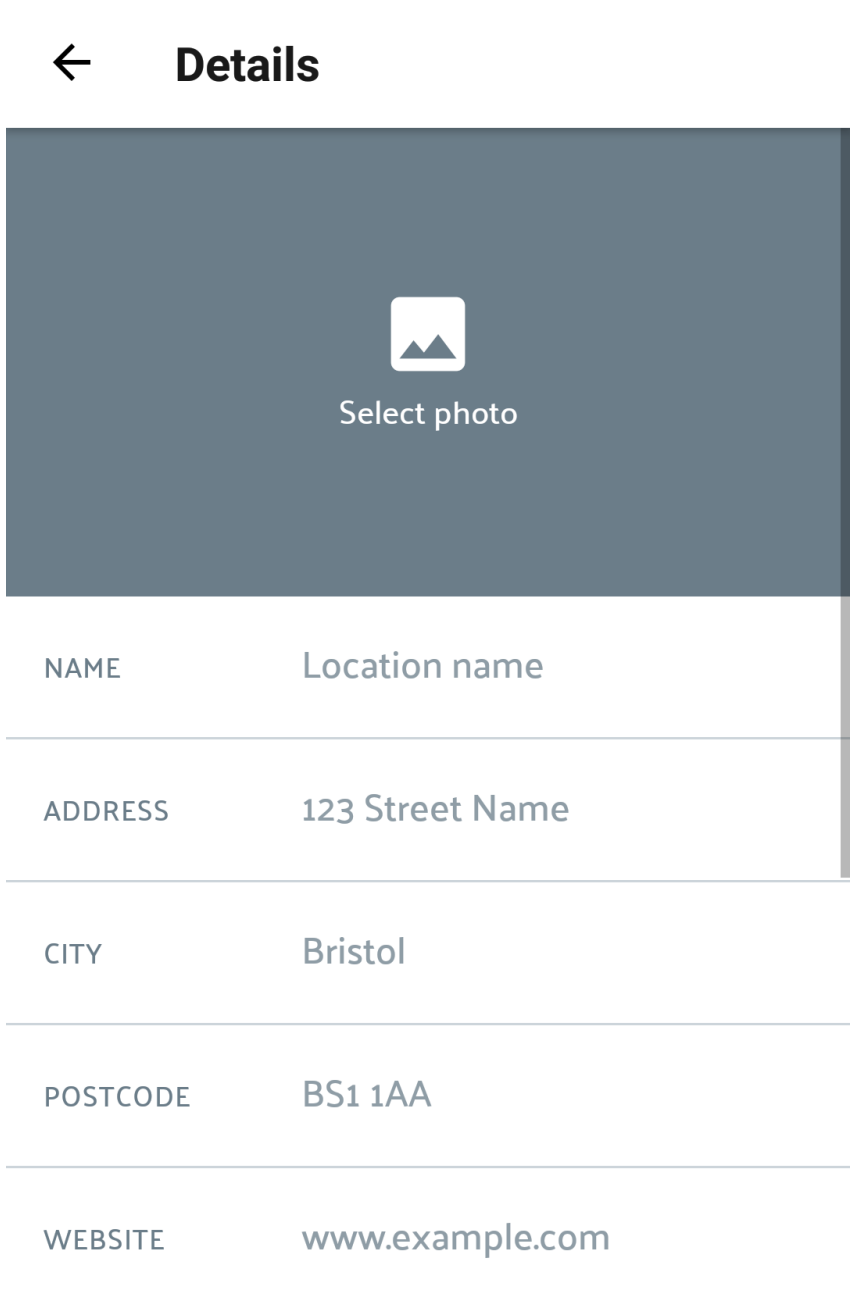 Details
Select photo
NAME Location name
ADDRESS 123 Street Name
CITY Bristol
POSTCODE BS1 1AA
WEBSITE www.example.com